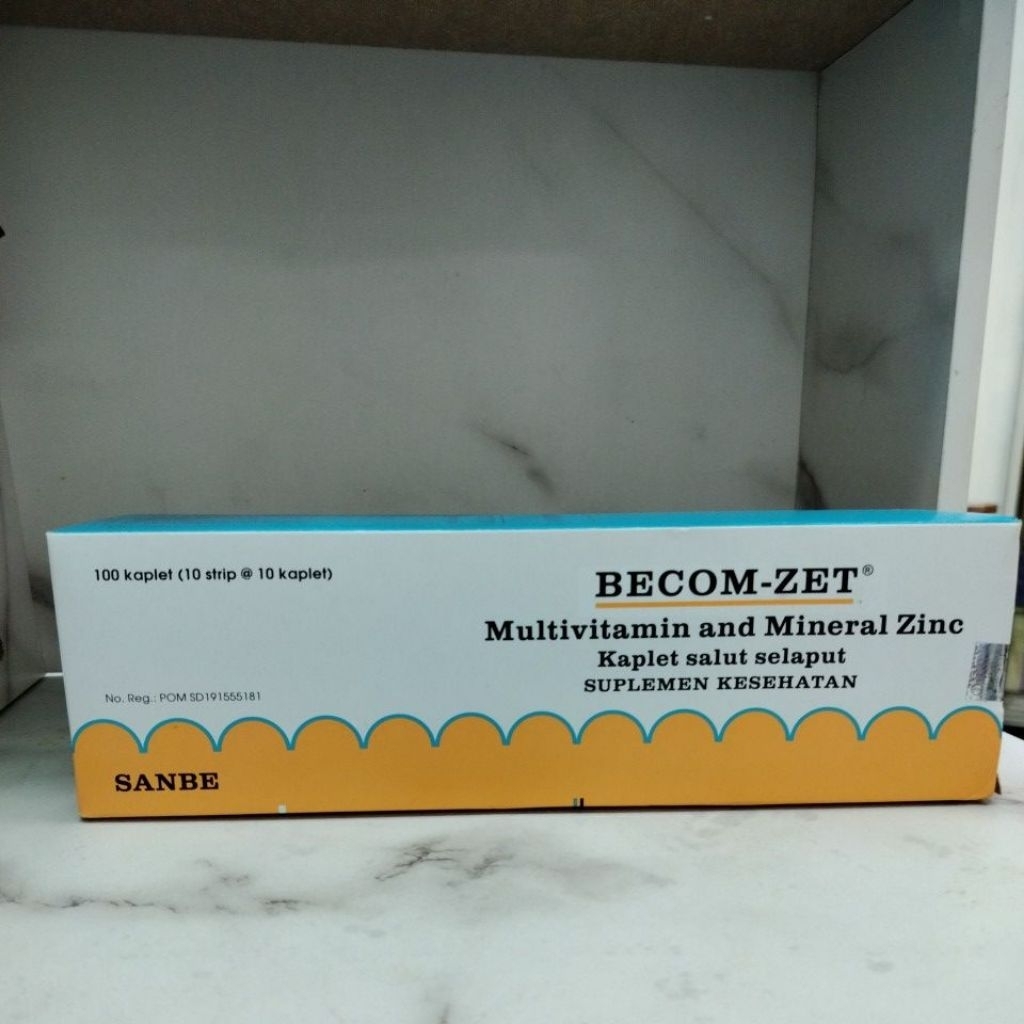 100 kaplet (10 strip @ 10 kaplet)
BECOM-ZET®
Multivitamin and Mineral Zinc
Kaplet salut selaput
SUPLEMEN KESEHATAN
No. Reg.: POM SD191555181
SANBE